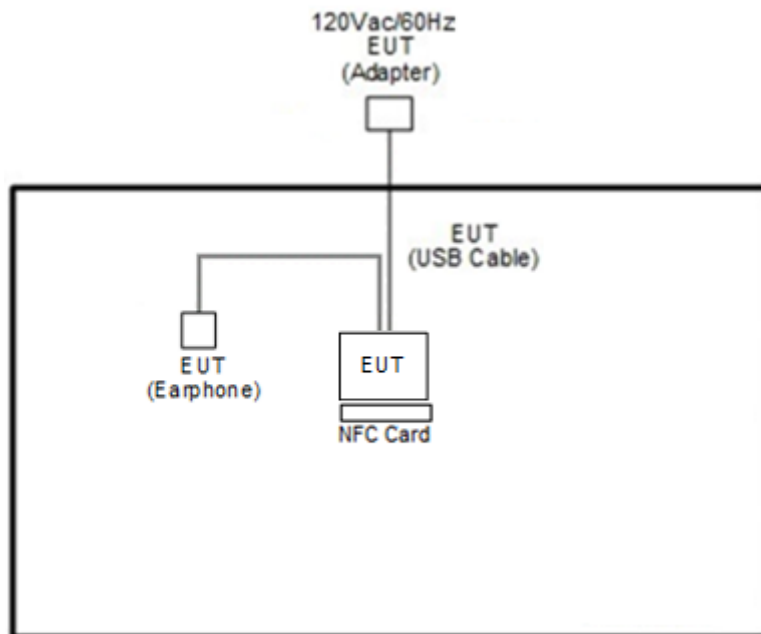 120Vac/60Hz
EUT
(Adapter)
EUT
(USB Cable)
EUT
(Earphone)
EUT
NFC Card